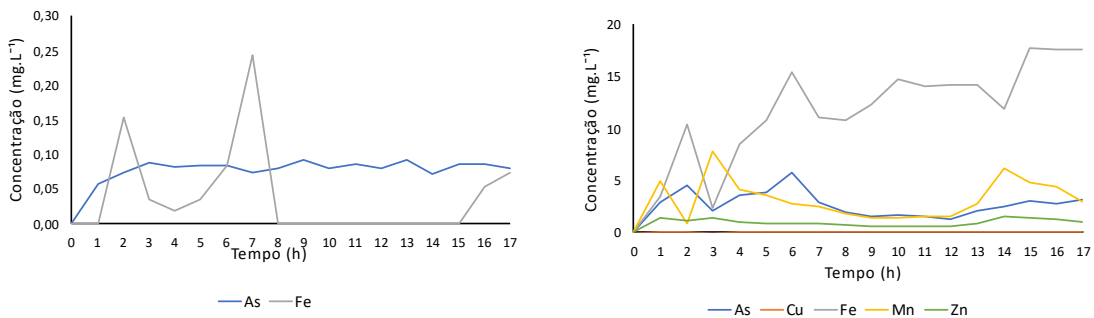 Concentração (mg.L⁻¹)
0,30
0,25
0,20
0,15
0,10
0,05
0,00
0 1 2 3 4 5 6 7 8 9 10 11 12 13 14 15 16 17
Tempo (h)
As Fe
Concentração (mg.L⁻¹)
20
15
10
5
0
0 1 2 3 4 5 6 7 8 9 10 11 12 13 14 15 16 17
Tempo (h)
As Cu Fe Mn Zn